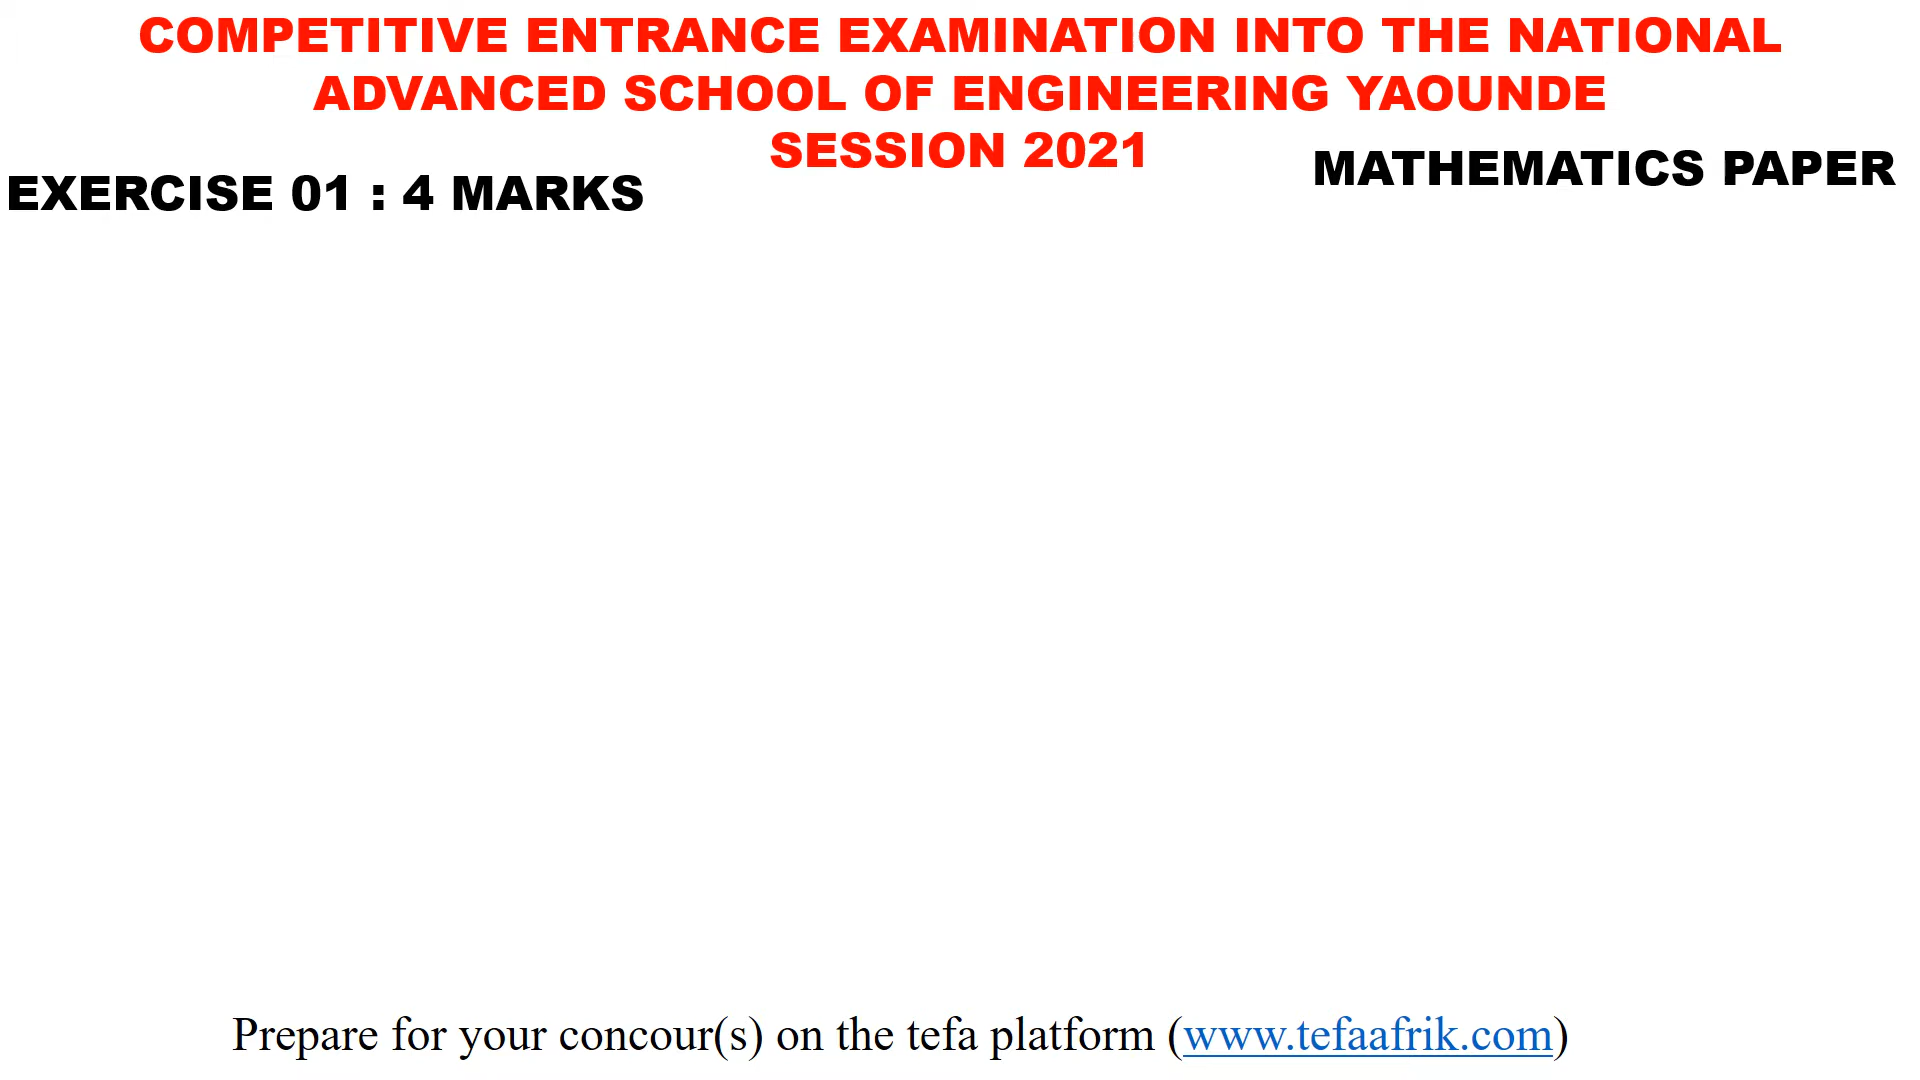 COMPETITIVE ENTRANCE EXAMINATION INTO THE NATIONAL
ADVANCED SCHOOL OF ENGINEERING YAOUNDE
SESSION 2021
MATHEMATICS PAPER
EXERCISE 01 : 4 MARKS
Prepare for your concour(s) on the tefa platform (www.tefaafrik.com)